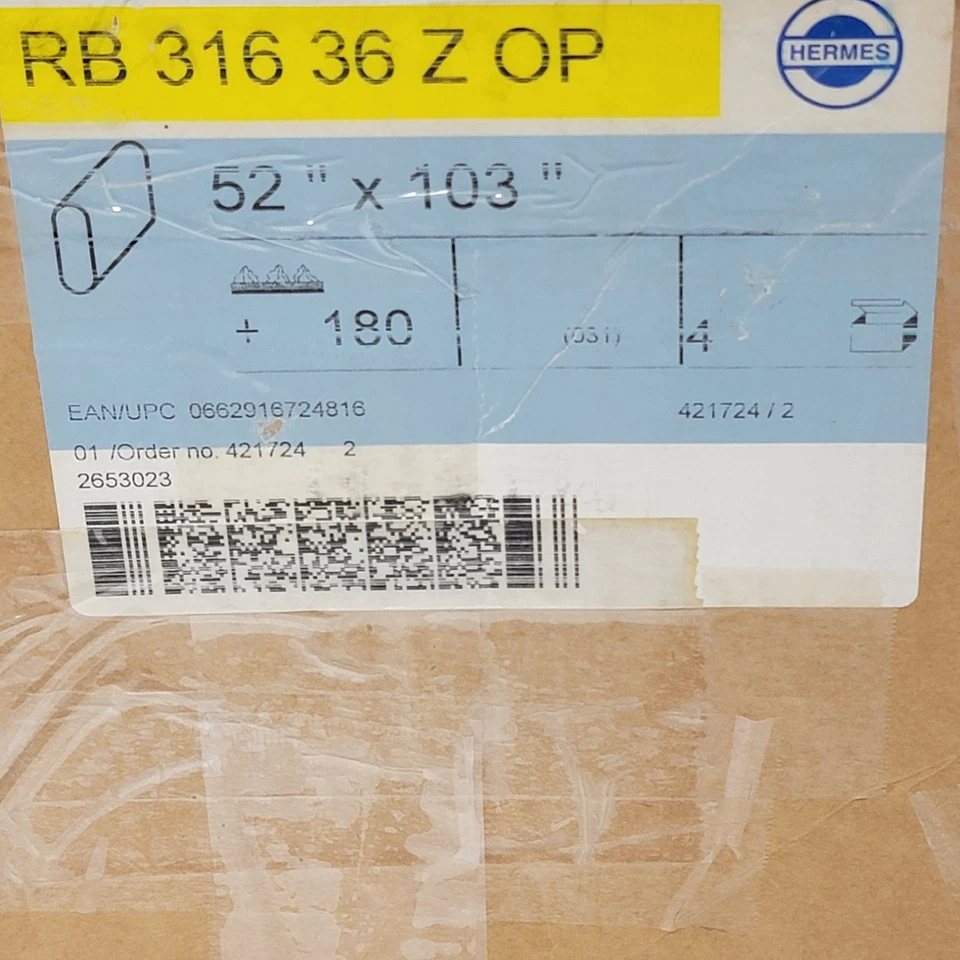 RB 316 36 Z OP
HERMES
52 " x 103 "
+ 180
(031)
4
EAN/UPC 0662916724816
421724 / 2
01 /Order no. 421724 2
2653023